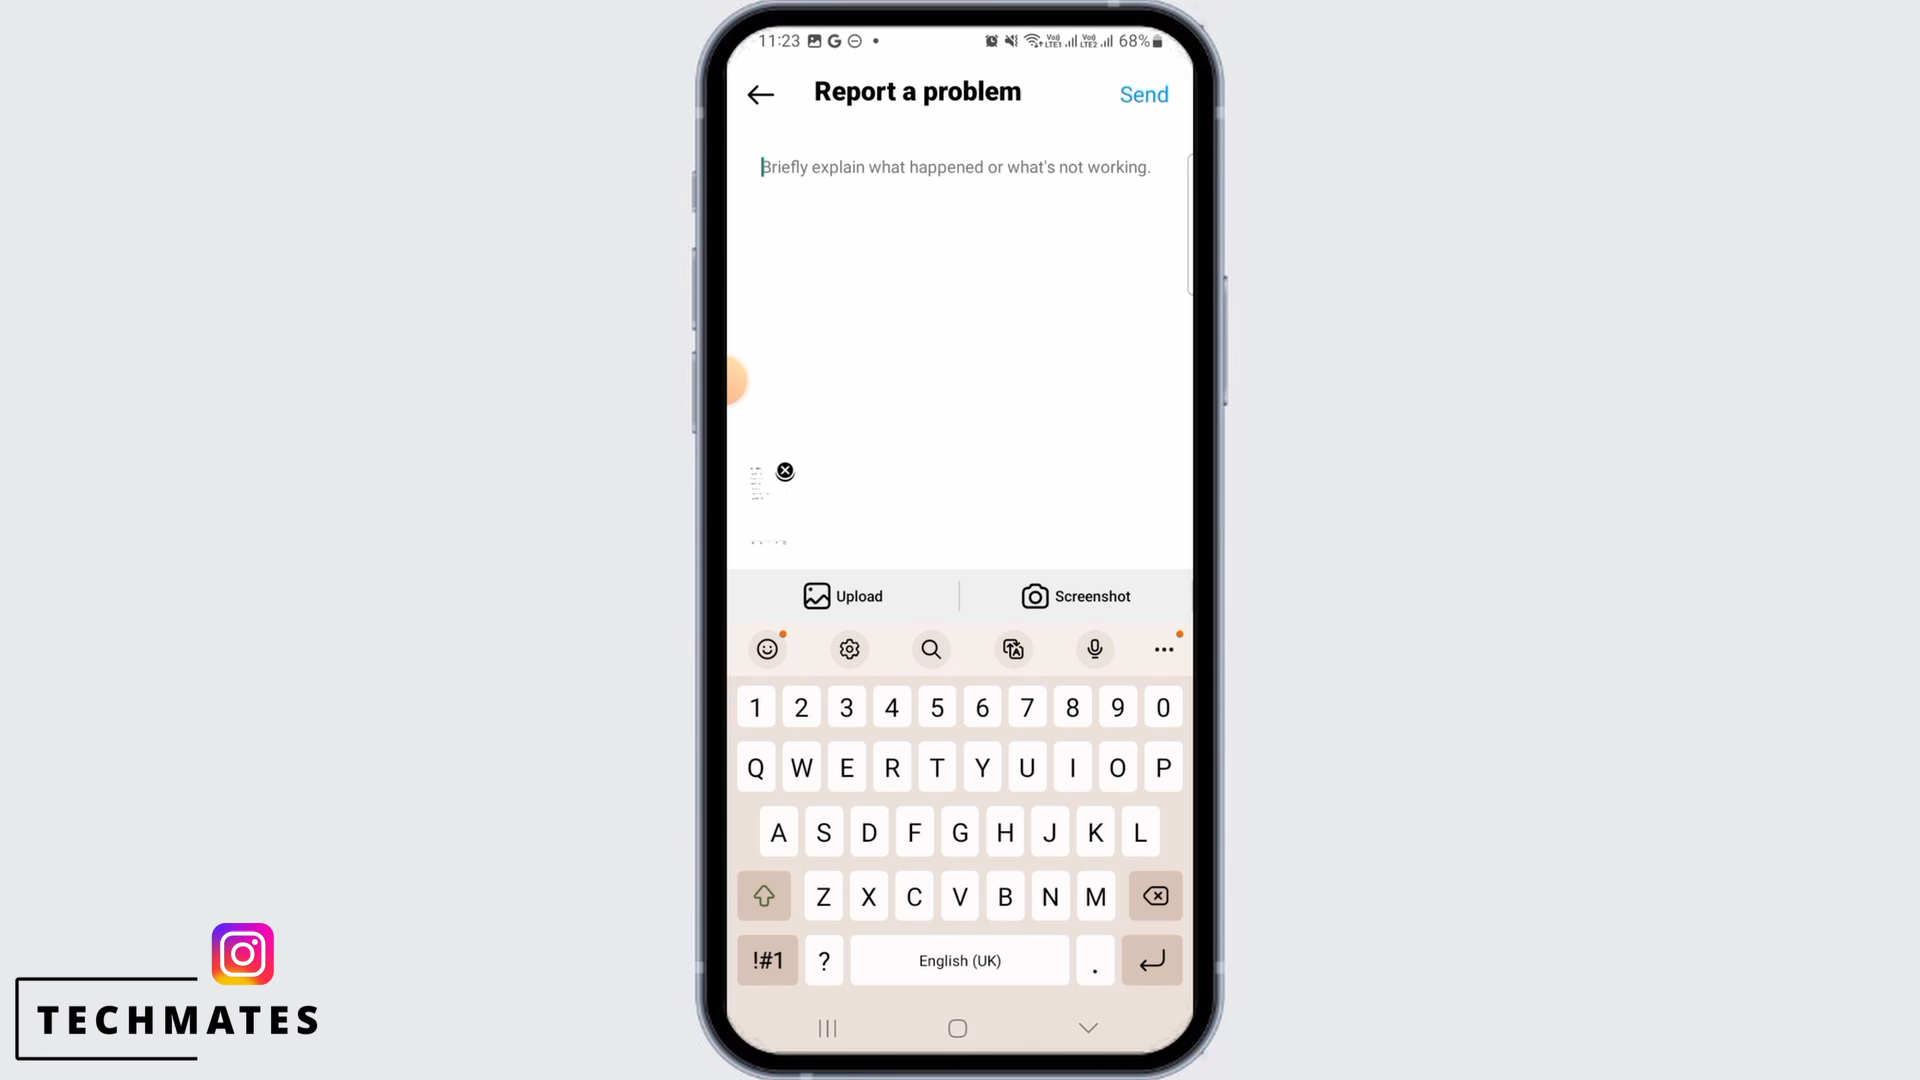 11:23 68%
Report a problem Send
Briefly explain what happened or what's not working.
Upload Screenshot
1 2 3 4 5 6 7 8 9 0
Q W E R T Y U I O P
A S D F G H J K L
Z X C V B N M
!#1 ? English (UK) .
TECHMATES